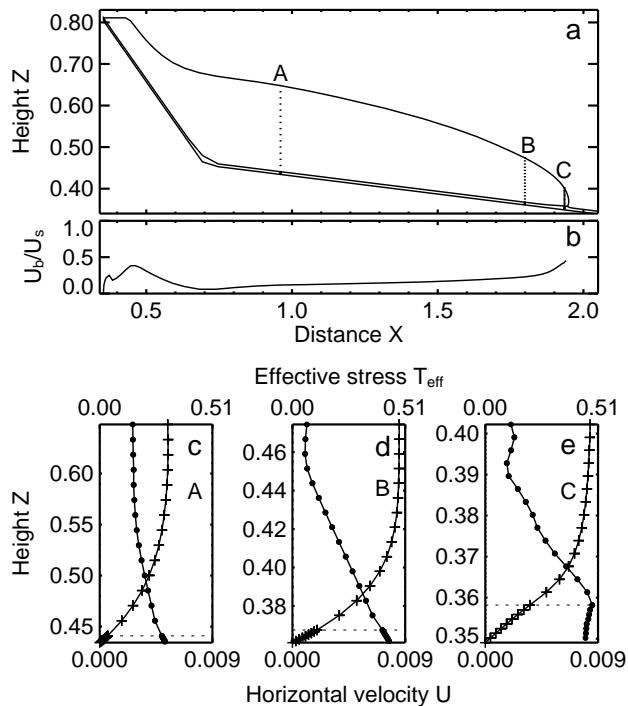 0.80
0.70
0.60
0.50
0.40
Height Z
a
A
B
C
1.0
0.5
0.0
U_b/U_s
b
0.5 1.0 1.5 2.0
Distance X
Effective stress T_eff
0.00 0.51 0.00 0.51 0.00 0.51
Height Z
0.60
0.55
0.50
0.45
c
A
0.46
0.44
0.42
0.40
0.38
d
B
0.40
0.39
0.38
0.37
0.36
0.35
e
C
0.000 0.009 0.000 0.009 0.000 0.009
Horizontal velocity U